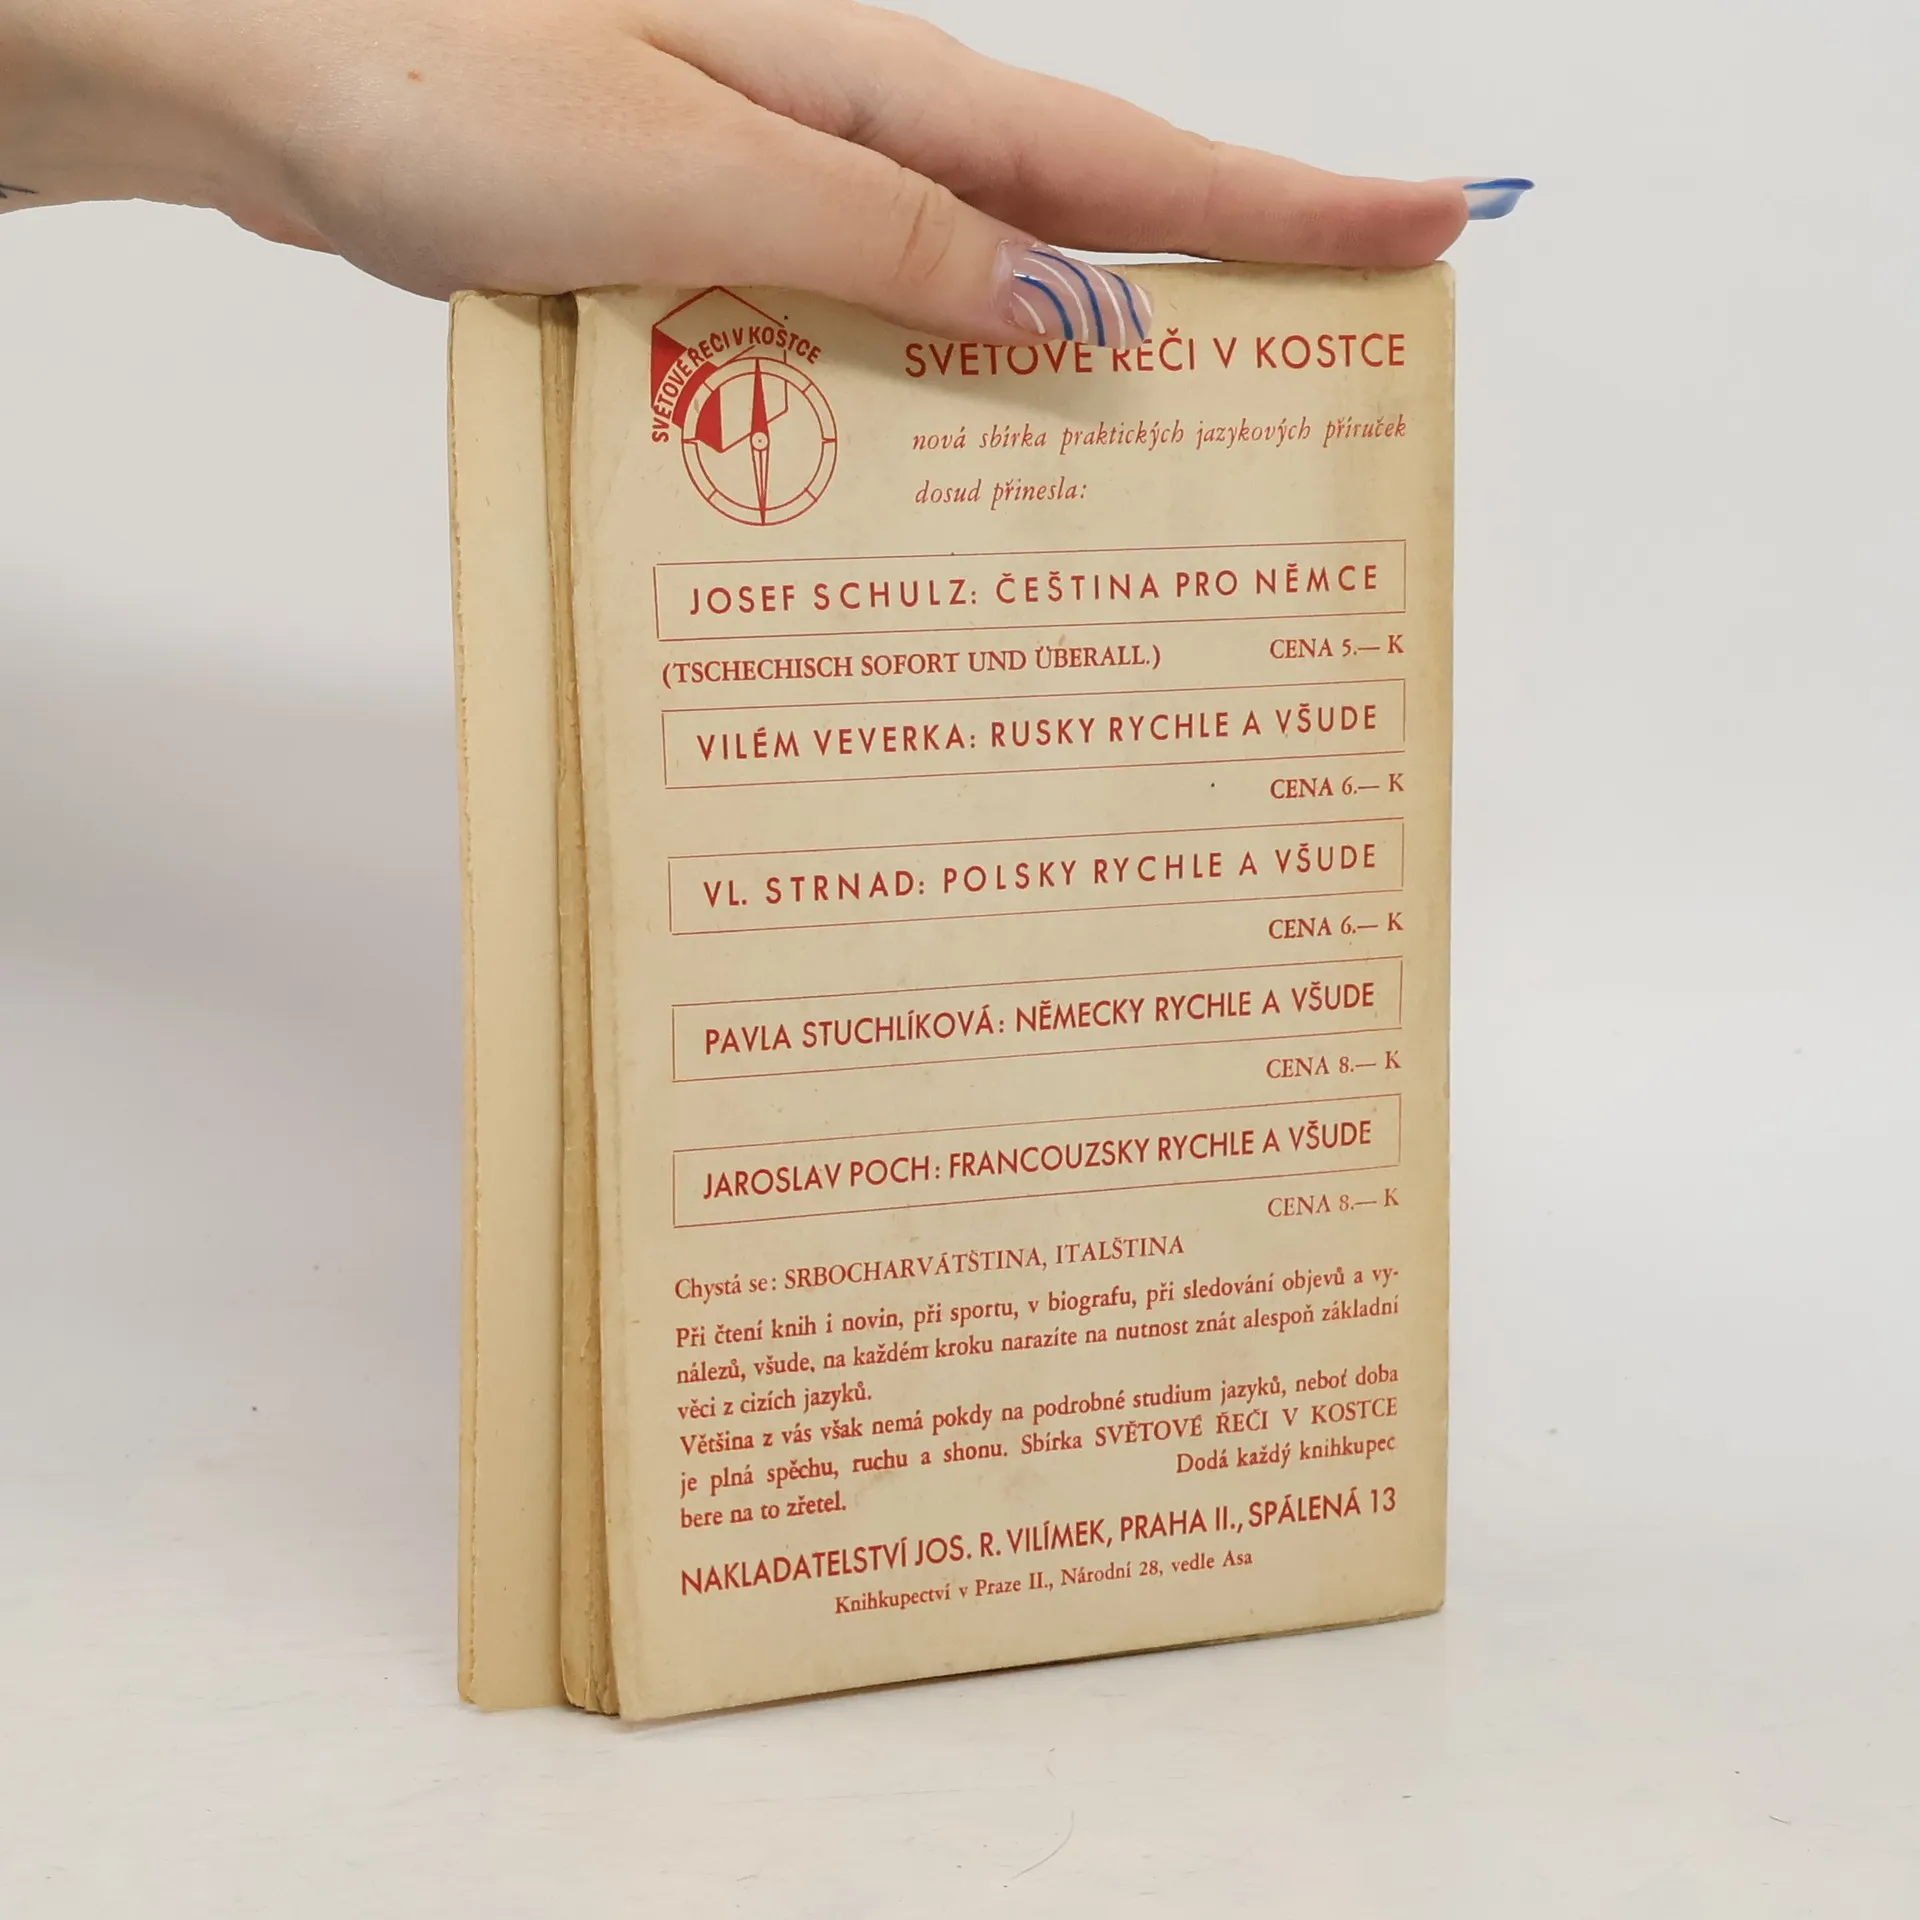 SVĚTOVÉ ŘEČI V KOSTCE
SVĚTOVÉ ŘEČI V KOSTCE
nová sbírka praktických jazykových příruček
dosud přinesla:
JOSEF SCHULZ: ČEŠTINA PRO NĚMCE
(TSCHECHISCH SOFORT UND ÜBERALL.) CENA 5.— K
VILÉM VEVERKA: RUSKY RYCHLE A VŠUDE
CENA 6.— K
VL. STRNAD: POLSKY RYCHLE A VŠUDE
CENA 6.— K
PAVLA STUCHLÍKOVÁ: NĚMECKY RYCHLE A VŠUDE
CENA 8.— K
JAROSLAV POCH: FRANCOUZSKY RYCHLE A VŠUDE
CENA 8.— K
Chystá se: SRBOCHARVÁTŠTINA, ITALŠTINA
Při čtení knih i novin, při sportu, v biografu, při sledování objevů a vy-
nálezů, všude, na každém kroku narazíte na nutnost znát alespoň základní
věci z cizích jazyků.
Většina z vás však nemá pokdy na podrobné studium jazyků, neboť doba
je plná spěchu, ruchu a shonu. Sbírka SVĚTOVÉ ŘEČI V KOSTCE
bere na to zřetel. Dodá každý knihkupec
NAKLADATELSTVÍ JOS. R. VILÍMEK, PRAHA II., SPÁLENÁ 13
Knihkupectví v Praze II., Národní 28, vedle Asa